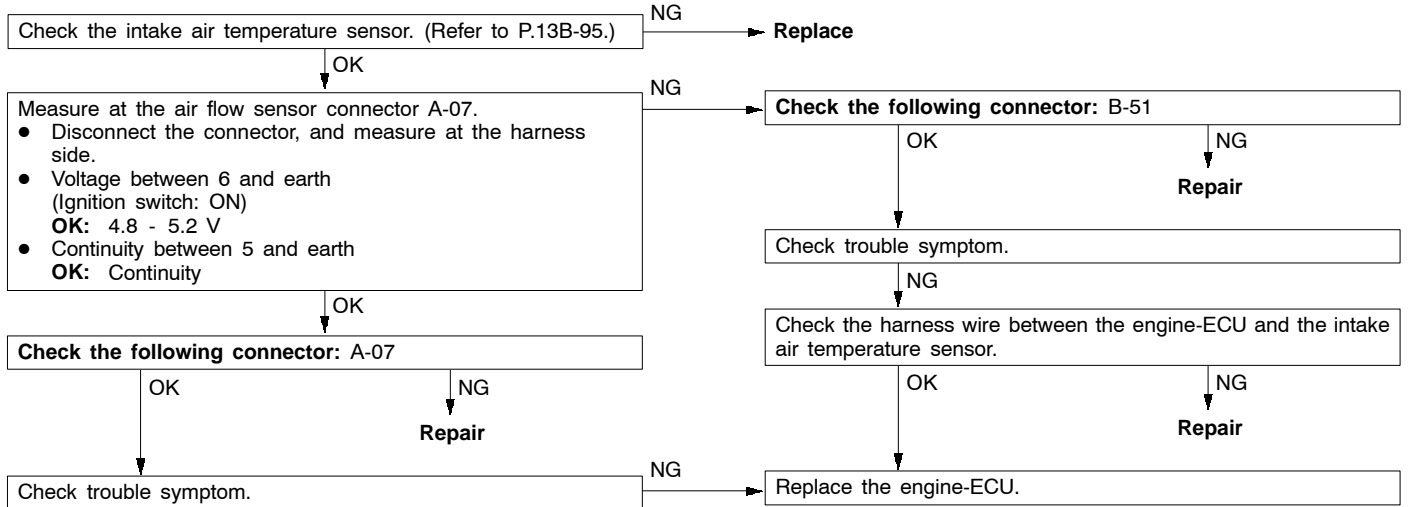 Check the intake air temperature sensor. (Refer to P.13B-95.)
NG
Replace
OK
Measure at the air flow sensor connector A-07.
● Disconnect the connector, and measure at the harness
side.
● Voltage between 6 and earth
(Ignition switch: ON)
OK: 4.8 - 5.2 V
● Continuity between 5 and earth
OK: Continuity
NG
Check the following connector: B-51
OK
NG
Repair
Check trouble symptom.
NG
Check the harness wire between the engine-ECU and the intake
air temperature sensor.
OK
NG
Repair
OK
Check the following connector: A-07
OK
NG
Repair
Check trouble symptom.
NG
Replace the engine-ECU.